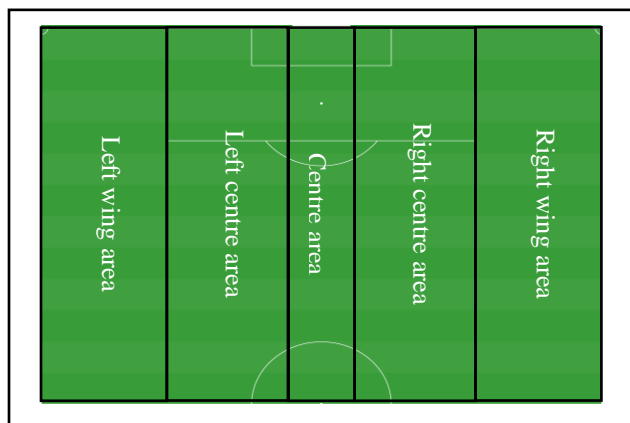 Left wing area
Left centre area
Centre area
Right centre area
Right wing area